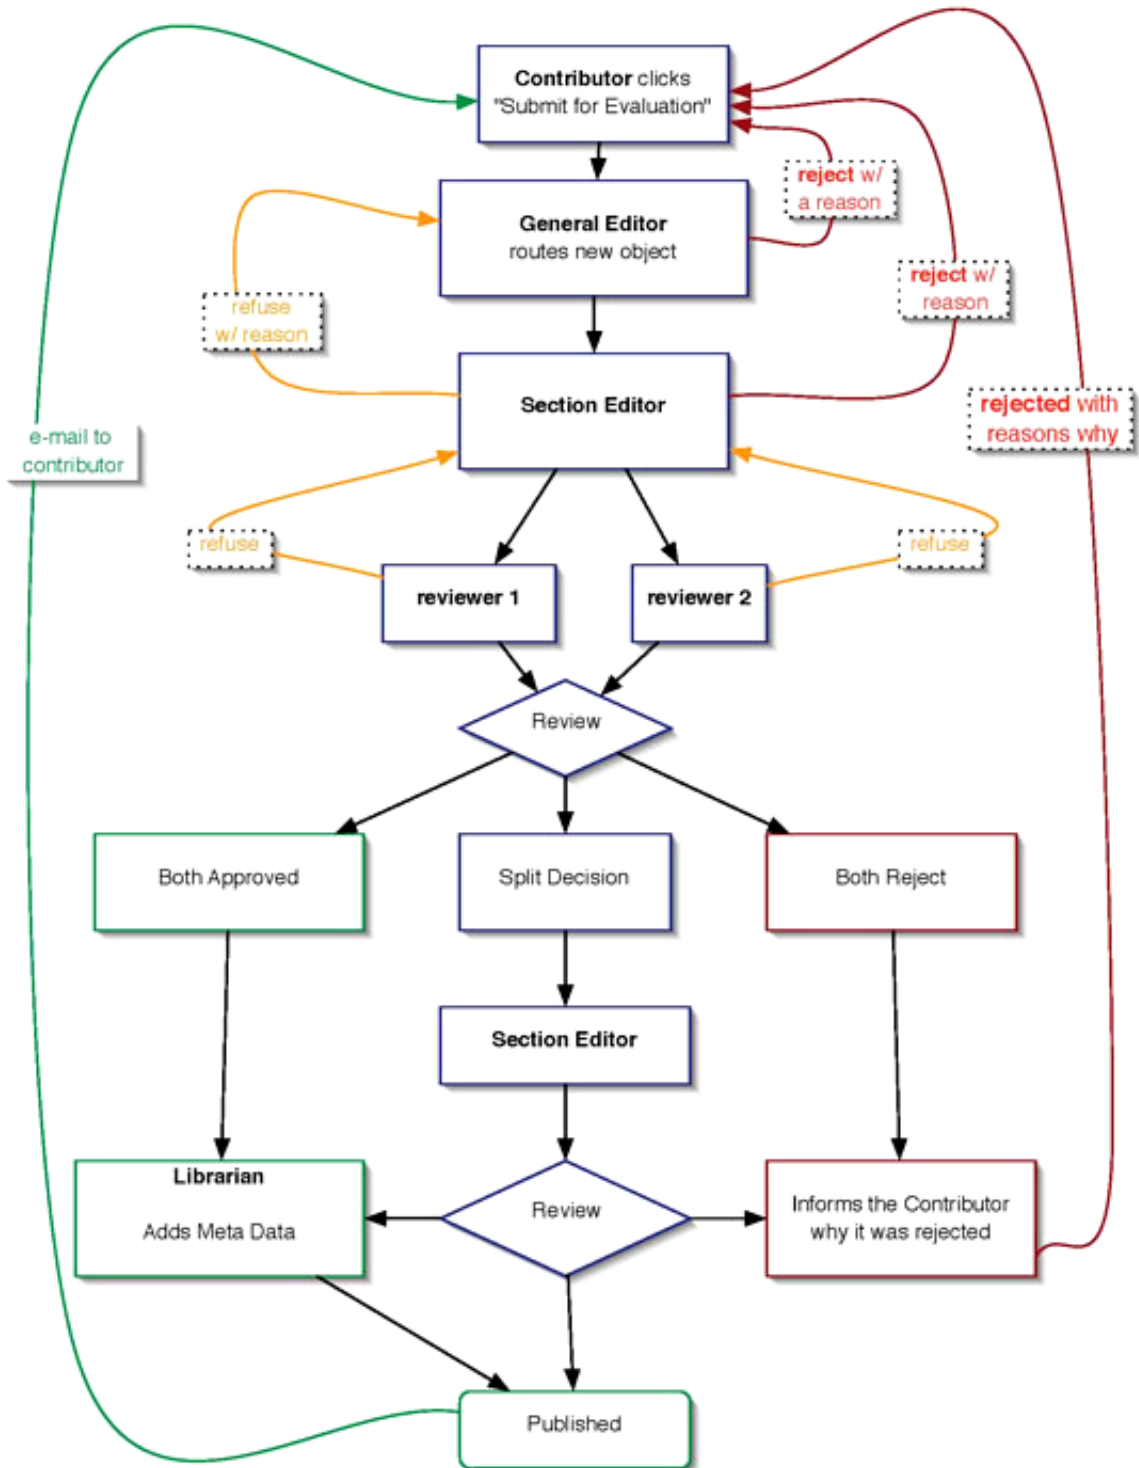 Contributor clicks
"Submit for Evaluation"
reject w/
a reason
General Editor
routes new object
reject w/
reason
refuse
w/ reason
Section Editor
rejected with
reasons why
e-mail to
contributor
refuse
refuse
reviewer 1
reviewer 2
Review
Both Approved
Split Decision
Both Reject
Section Editor
Librarian
Adds Meta Data
Review
Informs the Contributor
why it was rejected
Published